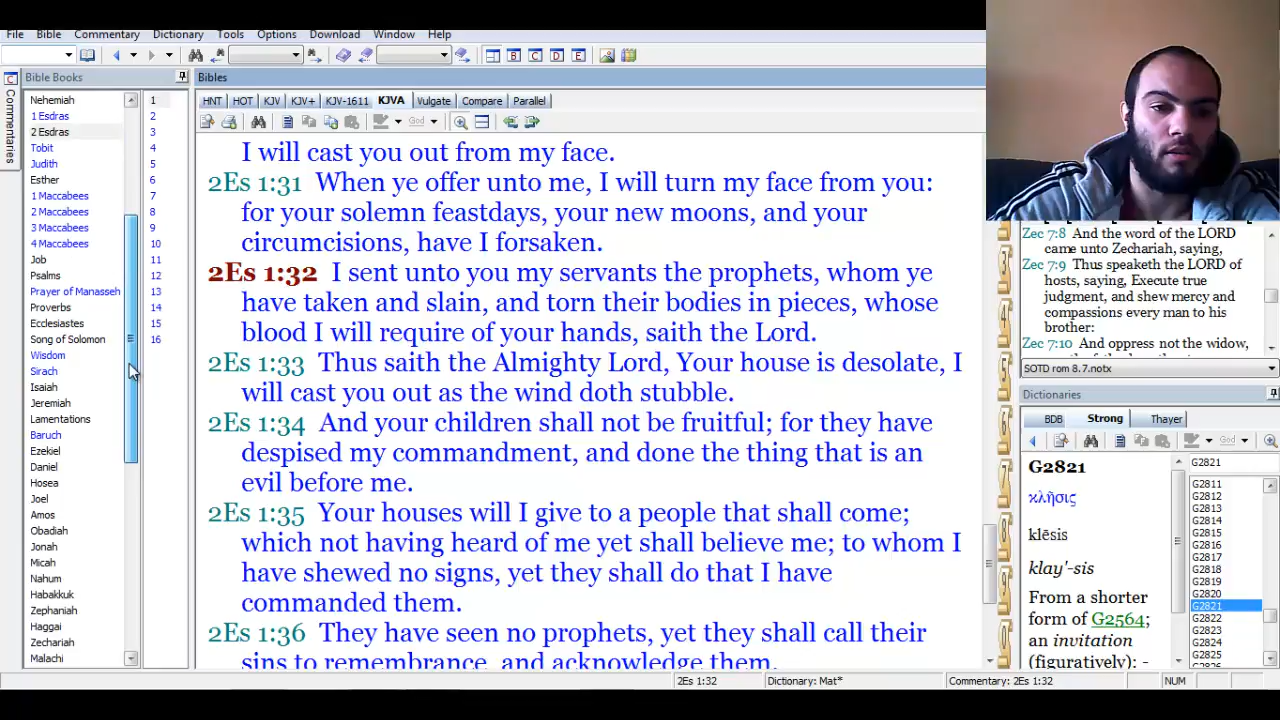 File Bible Commentary Dictionary Tools Options Download Window Help
B C D E
Bible Books
Bibles
C
Commentaries
Nehemiah
1 Esdras
2 Esdras
Tobit
Judith
Esther
1 Maccabees
2 Maccabees
3 Maccabees
4 Maccabees
Job
Psalms
Prayer of Manasseh
Proverbs
Ecclesiastes
Song of Solomon
Wisdom
Sirach
Isaiah
Jeremiah
Lamentations
Baruch
Ezekiel
Daniel
Hosea
Joel
Amos
Obadiah
Jonah
Micah
Nahum
Habakkuk
Zephaniah
Haggai
Zechariah
Malachi
1
2
3
4
5
6
7
8
9
10
11
12
13
14
15
16
HNT HOT KJV KJV+ KJV-1611 KJVA Vulgate Compare Parallel
God
I will cast you out from my face.
2Es 1:31 When ye offer unto me, I will turn my face from you:
for your solemn feastdays, your new moons, and your
circumcisions, have I forsaken.
2Es 1:32 I sent unto you my servants the prophets, whom ye
have taken and slain, and torn their bodies in pieces, whose
blood I will require of your hands, saith the Lord.
2Es 1:33 Thus saith the Almighty Lord, Your house is desolate, I
will cast you out as the wind doth stubble.
2Es 1:34 And your children shall not be fruitful; for they have
despised my commandment, and done the thing that is an
evil before me.
2Es 1:35 Your houses will I give to a people that shall come;
which not having heard of me yet shall believe me; to whom I
have shewed no signs, yet they shall do that I have
commanded them.
2Es 1:36 They have seen no prophets, yet they shall call their
sins to remembrance, and acknowledge them.
Zec 7:8 And the word of the LORD
came unto Zechariah, saying,
Zec 7:9 Thus speaketh the LORD of
hosts, saying, Execute true
judgment, and shew mercy and
compassions every man to his
brother:
Zec 7:10 And oppress not the widow,
SOTD rom 8.7.notx
Dictionaries
BDB Strong Thayer
God
G2821
κλῆσις
klēsis
klay'-sis
From a shorter
form of G2564;
an invitation
(figuratively): -
G2821
G2811
G2812
G2813
G2814
G2815
G2816
G2817
G2818
G2819
G2820
G2821
G2822
G2823
G2824
G2825
2Es 1:32 Dictionary: Mat* Commentary: 2Es 1:32 NUM